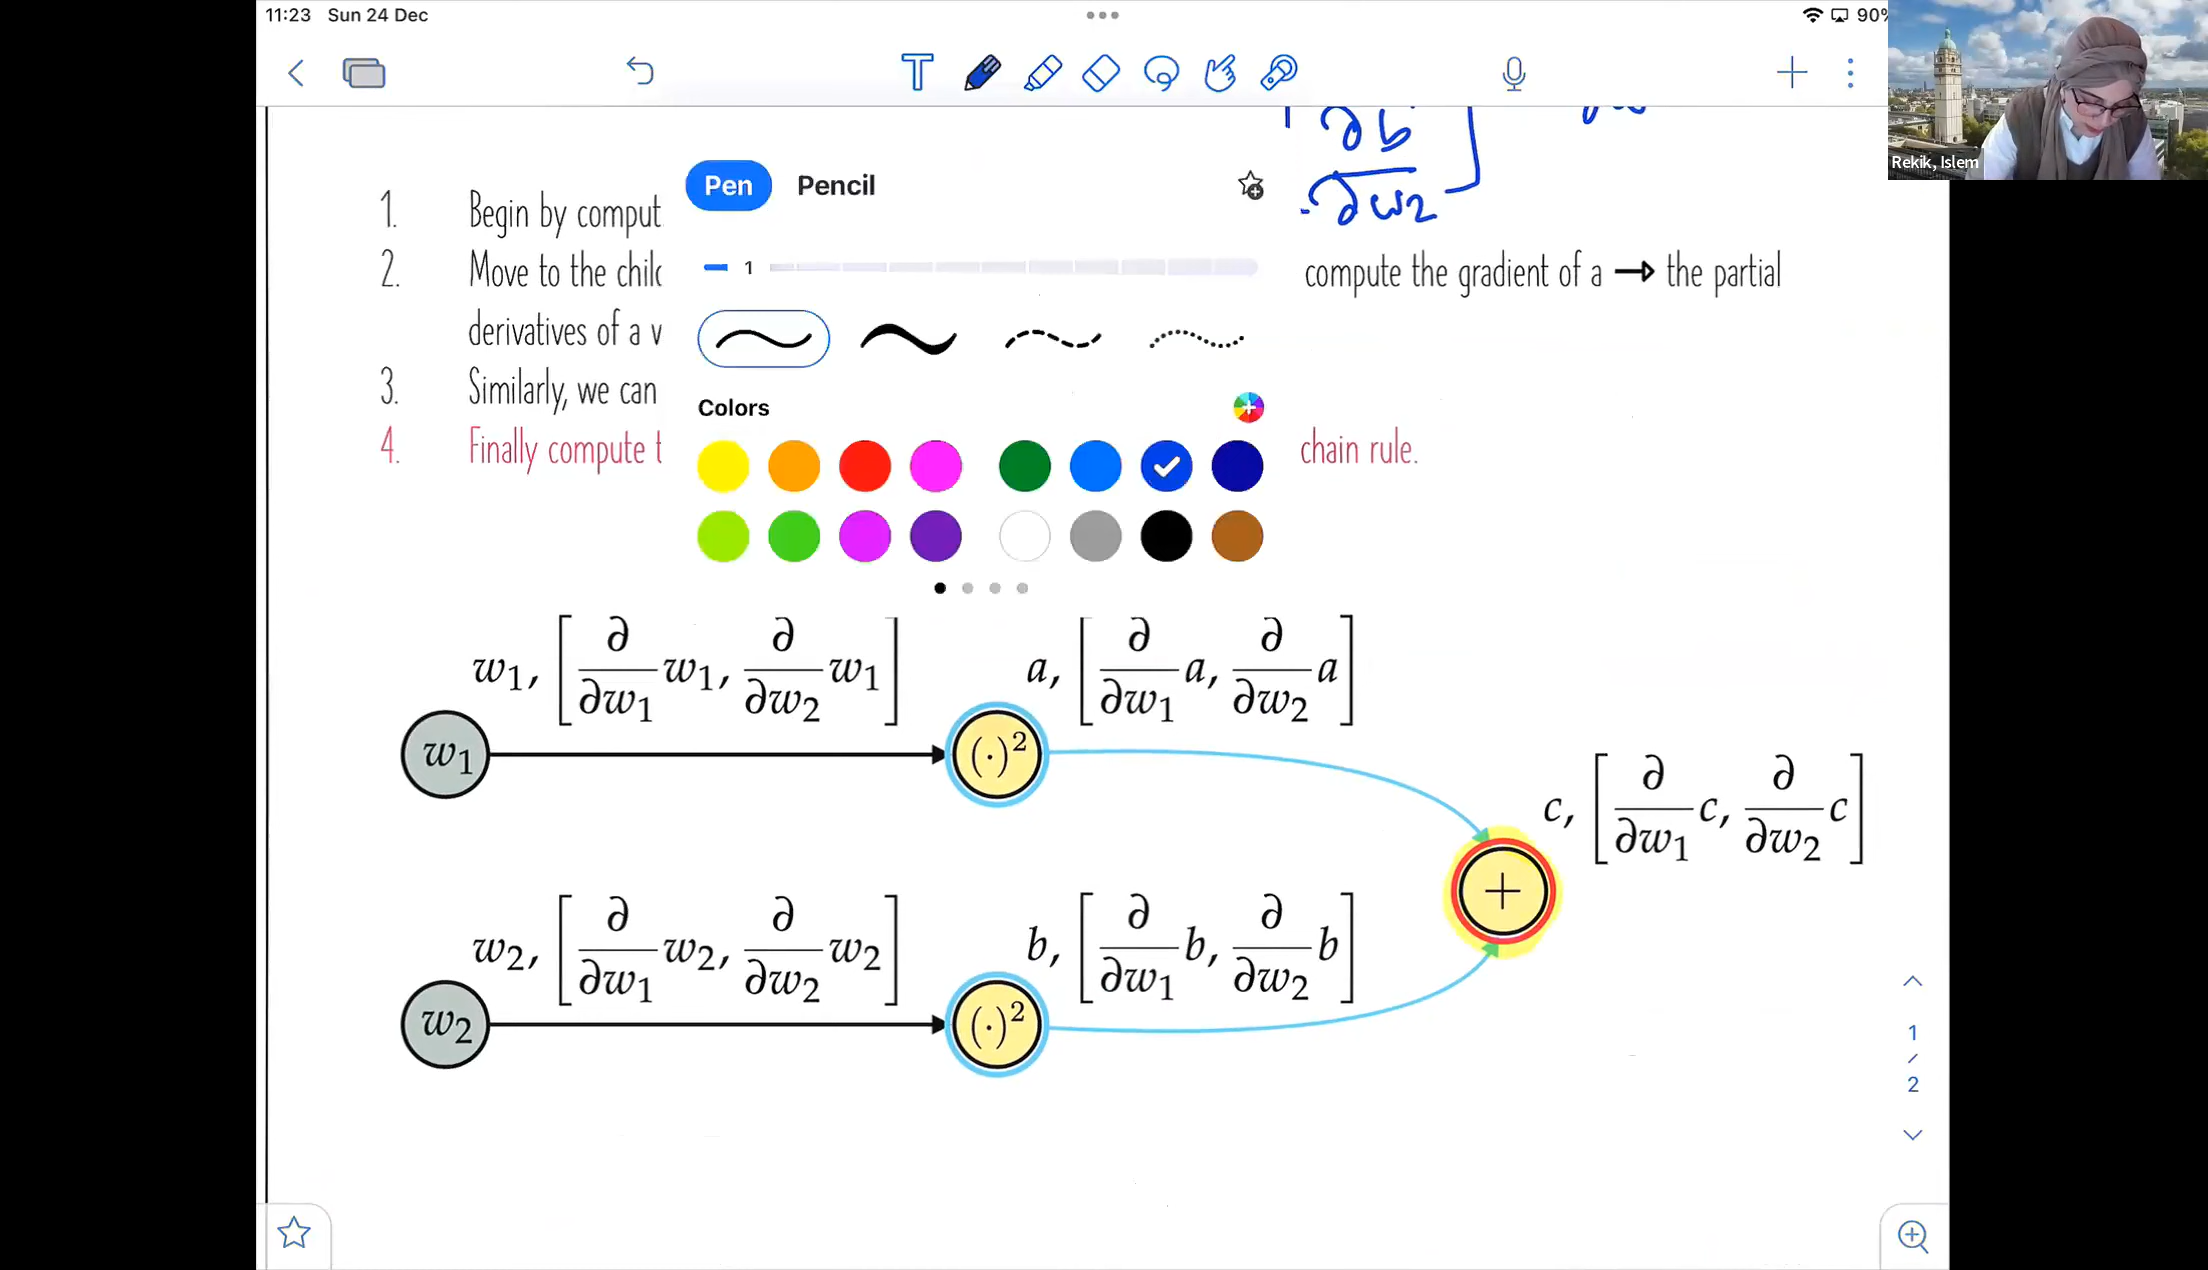 11:23 Sun 24 Dec
90%
T
Rekik, Islem
∂b
∂w2
Pen Pencil
1. Begin by comput
1
2. Move to the chil compute the gradient of a → the partial
derivatives of a v
3. Similarly, we can
Colors
4. Finally compute t chain rule.
w₁, [∂/∂w₁ w₁, ∂/∂w₂ w₁]
a, [∂/∂w₁ a, ∂/∂w₂ a]
w₁
(·)²
c, [∂/∂w₁ c, ∂/∂w₂ c]
+
w₂, [∂/∂w₁ w₂, ∂/∂w₂ w₂]
b, [∂/∂w₁ b, ∂/∂w₂ b]
w₂
(·)²
1
/
2